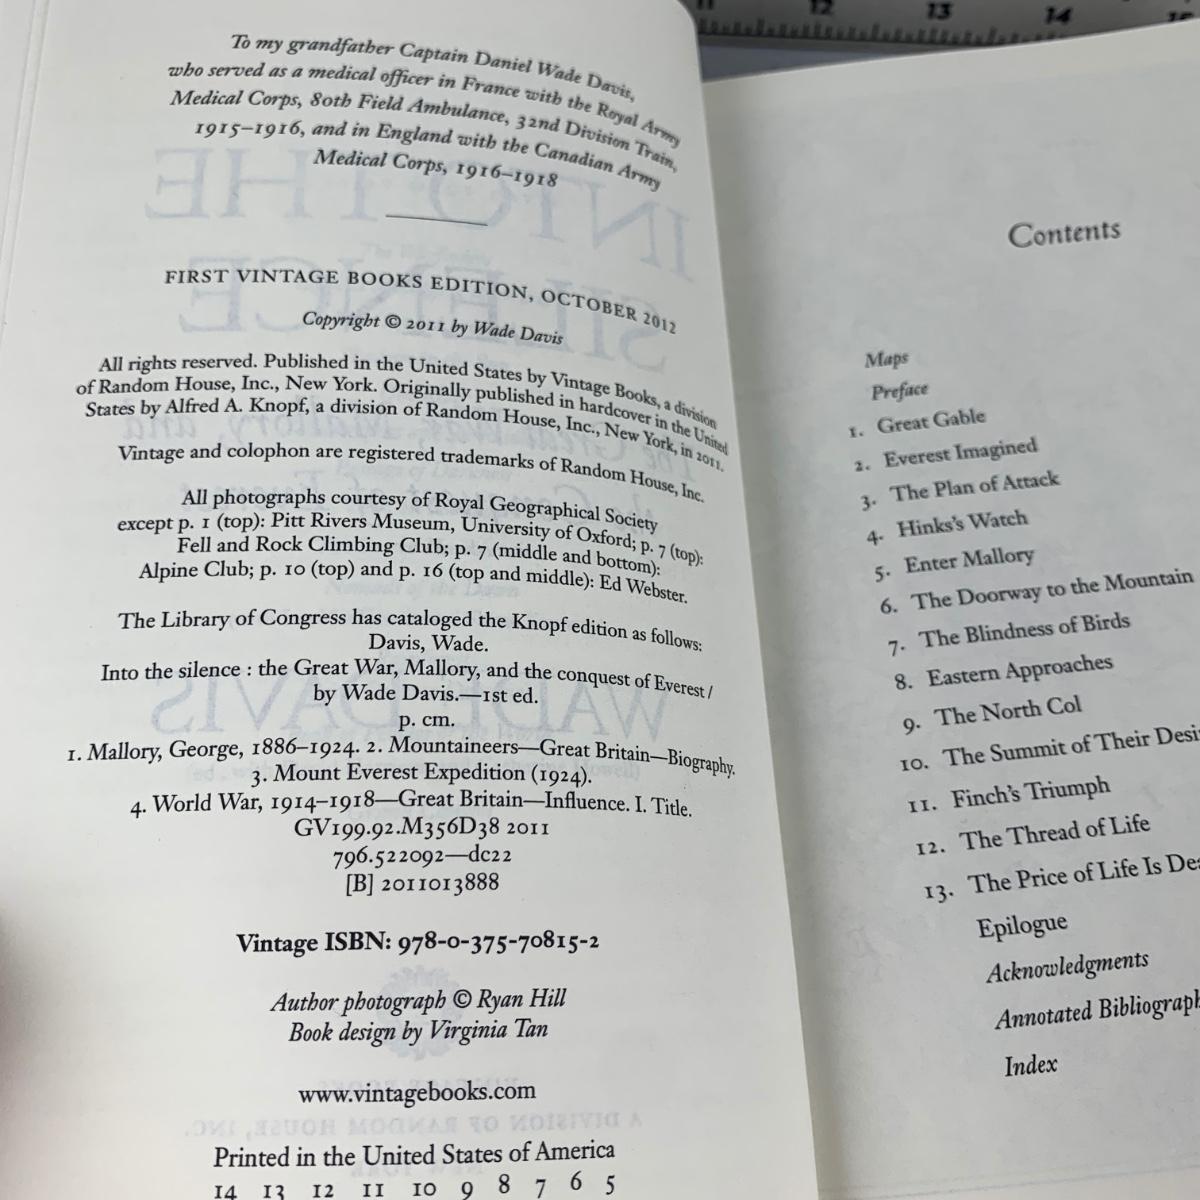 To my grandfather Captain Daniel Wade Davis,
who served as a medical officer in France with the Royal Army
Medical Corps, 80th Field Ambulance, 32nd Division Train,
1915–1916, and in England with the Canadian Army
Medical Corps, 1916–1918
FIRST VINTAGE BOOKS EDITION, OCTOBER 2012
Copyright © 2011 by Wade Davis
All rights reserved. Published in the United States by Vintage Books, a division
of Random House, Inc., New York. Originally published in hardcover in the United
States by Alfred A. Knopf, a division of Random House, Inc., New York, in 2011.
Vintage and colophon are registered trademarks of Random House, Inc.
All photographs courtesy of Royal Geographical Society
except p. 1 (top): Pitt Rivers Museum, University of Oxford; p. 7 (top):
Fell and Rock Climbing Club; p. 7 (middle and bottom):
Alpine Club; p. 10 (top) and p. 16 (top and middle): Ed Webster.
The Library of Congress has cataloged the Knopf edition as follows:
Davis, Wade.
Into the silence : the Great War, Mallory, and the conquest of Everest /
by Wade Davis.—1st ed.
p. cm.
1. Mallory, George, 1886–1924. 2. Mountaineers—Great Britain—Biography.
3. Mount Everest Expedition (1924).
4. World War, 1914–1918—Great Britain—Influence. I. Title.
GV199.92.M356D38 2011
796.522092—dc22
[B] 2011013888
Vintage ISBN: 978-0-375-70815-2
Author photograph © Ryan Hill
Book design by Virginia Tan
www.vintagebooks.com
Printed in the United States of America
14 13 12 11 10 9 8 7 6 5
12 13 14
Contents
Maps
Preface
1. Great Gable
2. Everest Imagined
3. The Plan of Attack
4. Hinks's Watch
5. Enter Mallory
6. The Doorway to the Mountain
7. The Blindness of Birds
8. Eastern Approaches
9. The North Col
10. The Summit of Their Desi
11. Finch's Triumph
12. The Thread of Life
13. The Price of Life Is De
Epilogue
Acknowledgments
Annotated Bibliograph
Index